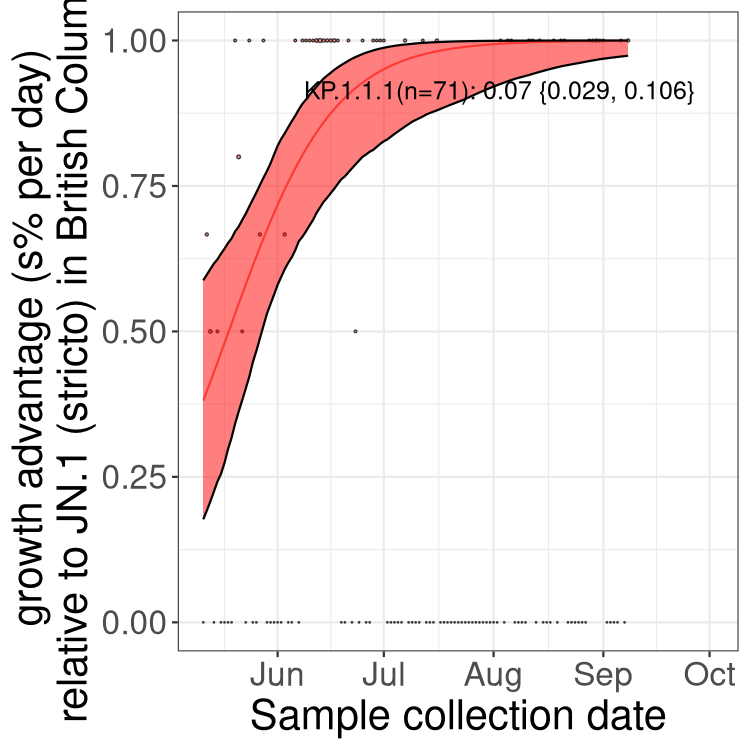 growth advantage (s% per day)
relative to JN.1 (stricto) in British Colum
1.00
0.75
0.50
0.25
0.00
KP.1.1.1(n=71): 0.07 {0.029, 0.106}
Jun Jul Aug Sep Oct
Sample collection date